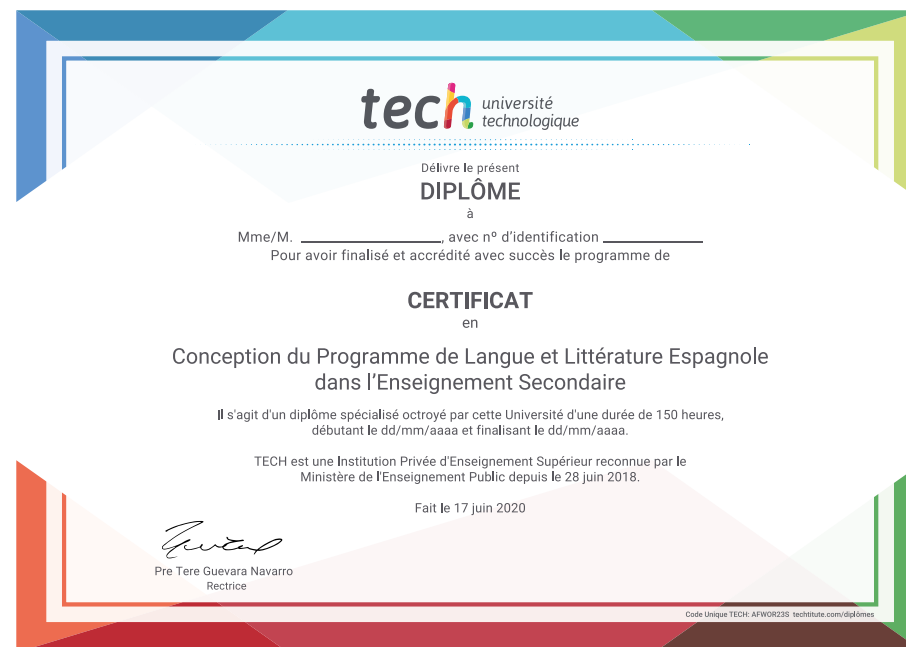 tech université
technologique
Délivre le présent
DIPLÔME
à
Mme/M. ____________________, avec nº d'identification ______________
Pour avoir finalisé et accrédité avec succès le programme de
CERTIFICAT
en
Conception du Programme de Langue et Littérature Espagnole
dans l'Enseignement Secondaire
Il s'agit d'un diplôme spécialisé octroyé par cette Université d'une durée de 150 heures,
débutant le dd/mm/aaaa et finalisant le dd/mm/aaaa.
TECH est une Institution Privée d'Enseignement Supérieur reconnue par le
Ministère de l'Enseignement Public depuis le 28 juin 2018.
Fait le 17 juin 2020
Pre Tere Guevara Navarro
Rectrice
Code Unique TECH: AFWOR23S techtitute.com/diplômes